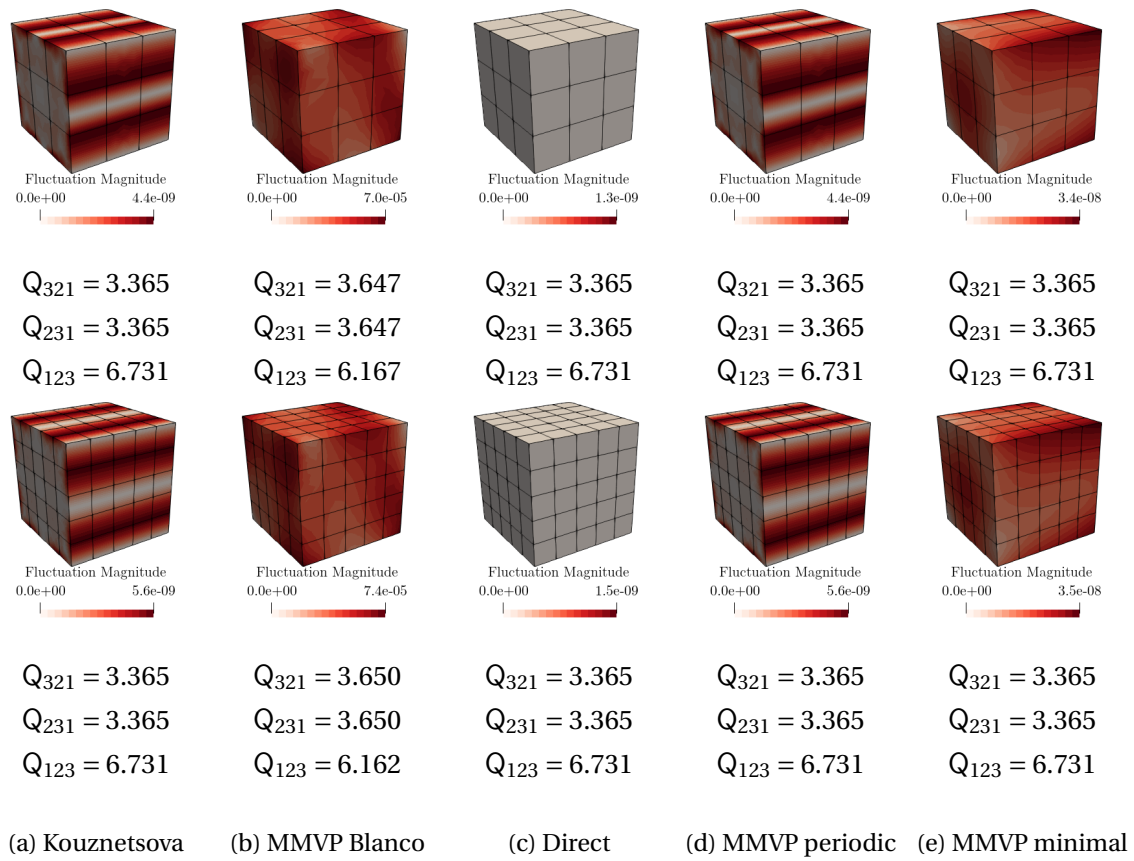 Fluctuation Magnitude Fluctuation Magnitude Fluctuation Magnitude Fluctuation Magnitude Fluctuation Magnitude
0.0e+00 4.4e-09 0.0e+00 7.0e-05 0.0e+00 1.3e-09 0.0e+00 4.4e-09 0.0e+00 3.4e-08
Q321 = 3.365 Q321 = 3.647 Q321 = 3.365 Q321 = 3.365 Q321 = 3.365
Q231 = 3.365 Q231 = 3.647 Q231 = 3.365 Q231 = 3.365 Q231 = 3.365
Q123 = 6.731 Q123 = 6.167 Q123 = 6.731 Q123 = 6.731 Q123 = 6.731
Fluctuation Magnitude Fluctuation Magnitude Fluctuation Magnitude Fluctuation Magnitude Fluctuation Magnitude
0.0e+00 5.6e-09 0.0e+00 7.4e-05 0.0e+00 1.5e-09 0.0e+00 5.6e-09 0.0e+00 3.5e-08
Q321 = 3.365 Q321 = 3.650 Q321 = 3.365 Q321 = 3.365 Q321 = 3.365
Q231 = 3.365 Q231 = 3.650 Q231 = 3.365 Q231 = 3.365 Q231 = 3.365
Q123 = 6.731 Q123 = 6.162 Q123 = 6.731 Q123 = 6.731 Q123 = 6.731
(a) Kouznetsova (b) MMVP Blanco (c) Direct (d) MMVP periodic (e) MMVP minimal